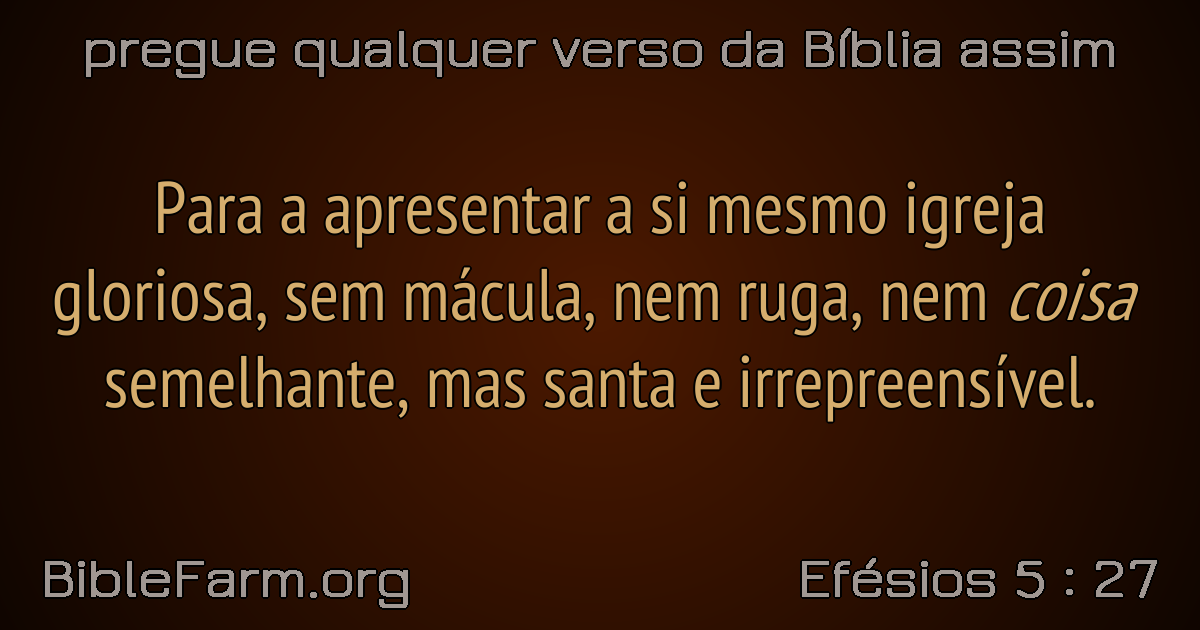 pregue qualquer verso da Bíblia assim
Para a apresentar a si mesmo igreja
gloriosa, sem mácula, nem ruga, nem coisa
semelhante, mas santa e irrepreensível.
BibleFarm.org
Efésios 5 : 27